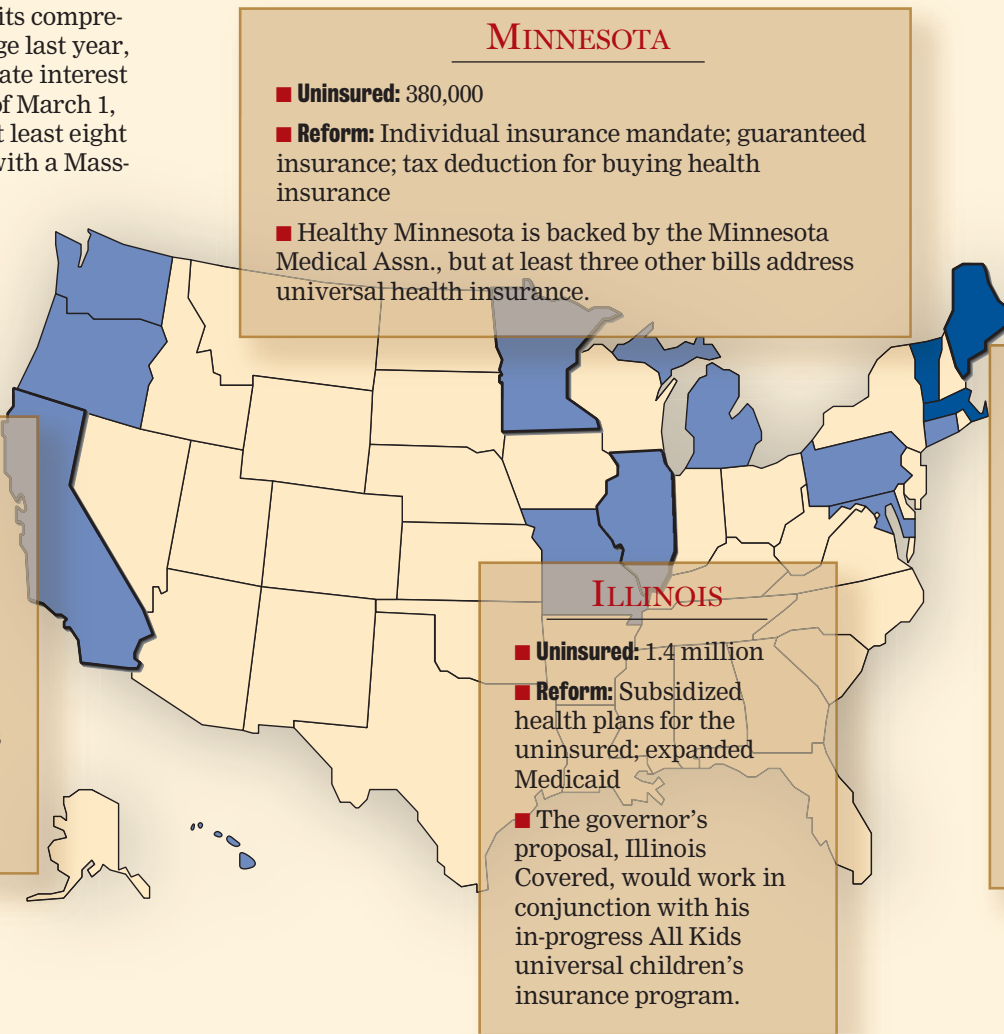 its compre-
ge last year,
ate interest
of March 1,
t least eight
with a Mass-
MINNESOTA
■ Uninsured: 380,000
■ Reform: Individual insurance mandate; guaranteed
insurance; tax deduction for buying health
insurance
■ Healthy Minnesota is backed by the Minnesota
Medical Assn., but at least three other bills address
universal health insurance.
ILLINOIS
■ Uninsured: 1.4 million
■ Reform: Subsidized
health plans for the
uninsured; expanded
Medicaid
■ The governor’s
proposal, Illinois
Covered, would work in
conjunction with his
in-progress All Kids
universal children’s
insurance program.